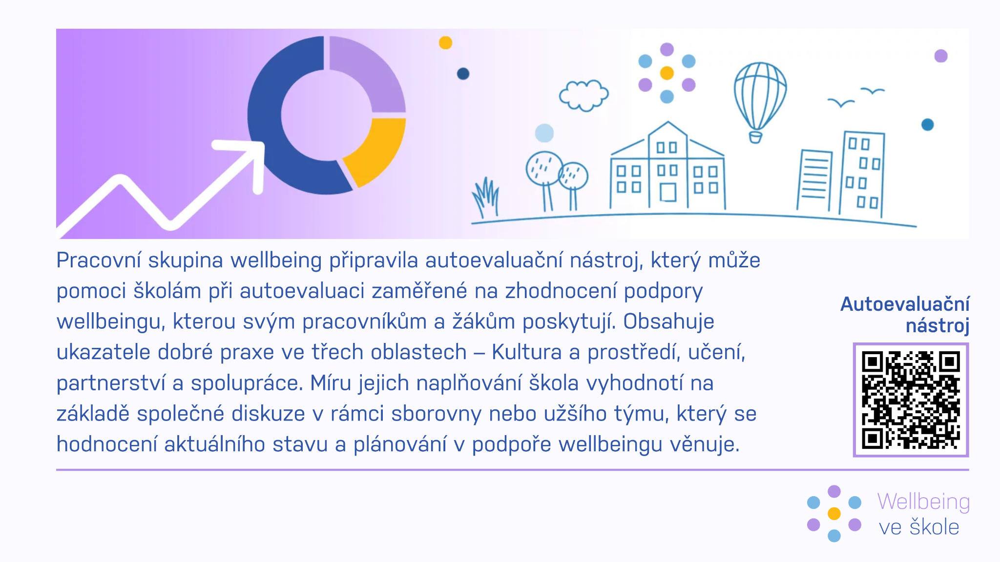 Pracovní skupina wellbeing připravila autoevaluační nástroj, který může
pomoci školám při autoevaluaci zaměřené na zhodnocení podpory
wellbeingu, kterou svým pracovníkům a žákům poskytují. Obsahuje
ukazatele dobré praxe ve třech oblastech – Kultura a prostředí, učení,
partnerství a spolupráce. Míru jejich naplňování škola vyhodnotí na
základě společné diskuze v rámci sborovny nebo užšího týmu, který se
hodnocení aktuálního stavu a plánování v podpoře wellbeingu věnuje.
Autoevaluační
nástroj
Wellbeing
ve škole